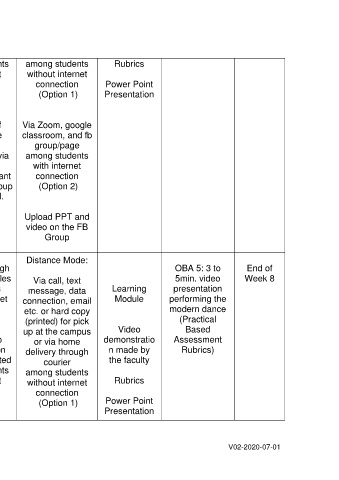 nts
t
f
e
via
ant
oup
l.
among students
without internet
connection
(Option 1)
Via Zoom, google
classroom, and fb
group/page
among students
with internet
connection
(Option 2)
Upload PPT and
video on the FB
Group
Rubrics
Power Point
Presentation
gh
les
s
et
o
on
ted
nts
t
Distance Mode:
Via call, text
message, data
connection, email
etc. or hard copy
(printed) for pick
up at the campus
or via home
delivery through
courier
among students
without internet
connection
(Option 1)
Learning
Module
Video
demonstratio
n made by
the faculty
Rubrics
Power Point
Presentation
OBA 5: 3 to
5min. video
presentation
performing the
modern dance
(Practical
Based
Assessment
Rubrics)
End of
Week 8
V02-2020-07-01